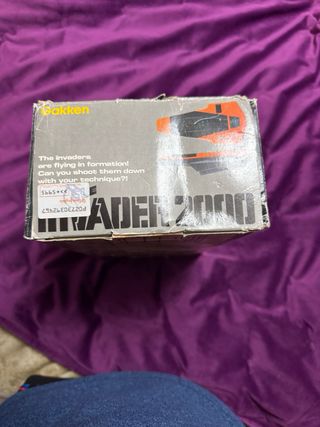 Gakken
The invaders
are flying in formation!
Can you shoot them down
with your technique?!
INVADER 2000